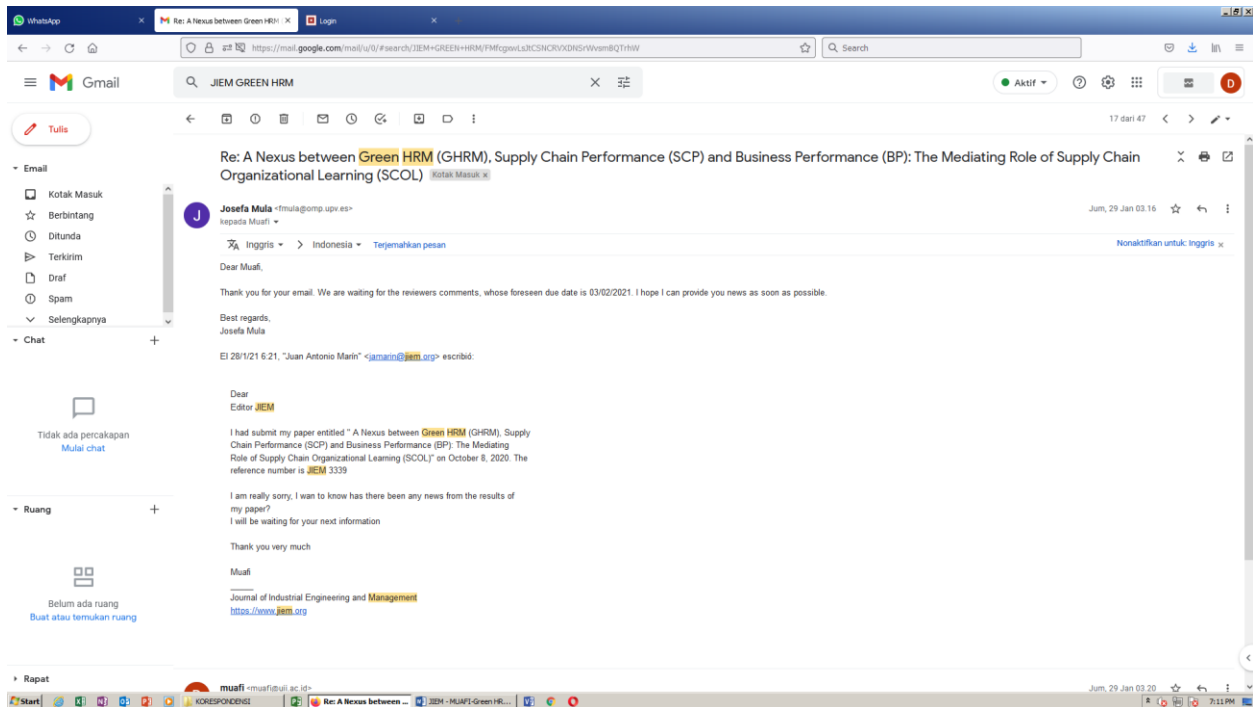 WhatsApp
Re: A Nexus between Green HRM
Login
https://mail.google.com/mail/u/0/#search/JIEM+GREEN+HRM/
Search
Gmail
JIEM GREEN HRM
Aktif
D
Tulis
17 dari 47
Email
Kotak Masuk
Berbintang
Ditunda
Terkirim
Draf
Spam
Selengkapnya
Chat
Tidak ada percakapan
Mulai chat
Ruang
Belum ada ruang
Buat atau temukan ruang
Rapat
Re: A Nexus between Green HRM (GHRM), Supply Chain Performance (SCP) and Business Performance (BP): The Mediating Role of Supply Chain
Organizational Learning (SCOL) Kotak Masuk x
J
Josefa Mula <fmula@omp.upv.es>
Jum, 29 Jan 03.16
kepada Muafi
Inggris > Indonesia Terjemahkan pesan
Nonaktifkan untuk: Inggris x
Dear Muafi,
Thank you for your email. We are waiting for the reviewers comments, whose foreseen due date is 03/02/2021. I hope I can provide you news as soon as possible.
Best regards,
Josefa Mula
El 28/1/21 6:21, "Juan Antonio Marín" <jamarin@jiem.org> escribió:
Dear
Editor JIEM
I had submit my paper entitled " A Nexus between Green HRM (GHRM), Supply
Chain Performance (SCP) and Business Performance (BP): The Mediating
Role of Supply Chain Organizational Learning (SCOL)" on October 8, 2020. The
reference number is JIEM 3339
I am really sorry, I wan to know has there been any news from the results of
my paper?
I will be waiting for your next information
Thank you very much
Muafi
Journal of Industrial Engineering and Management
https://www.jiem.org
muafi <muafi@uii.ac.id>
Jum, 29 Jan 03.20
Start
KORESPONDENSI
Re: A Nexus between ...
JIEM - MUAFI-Green HR...
7:11 PM